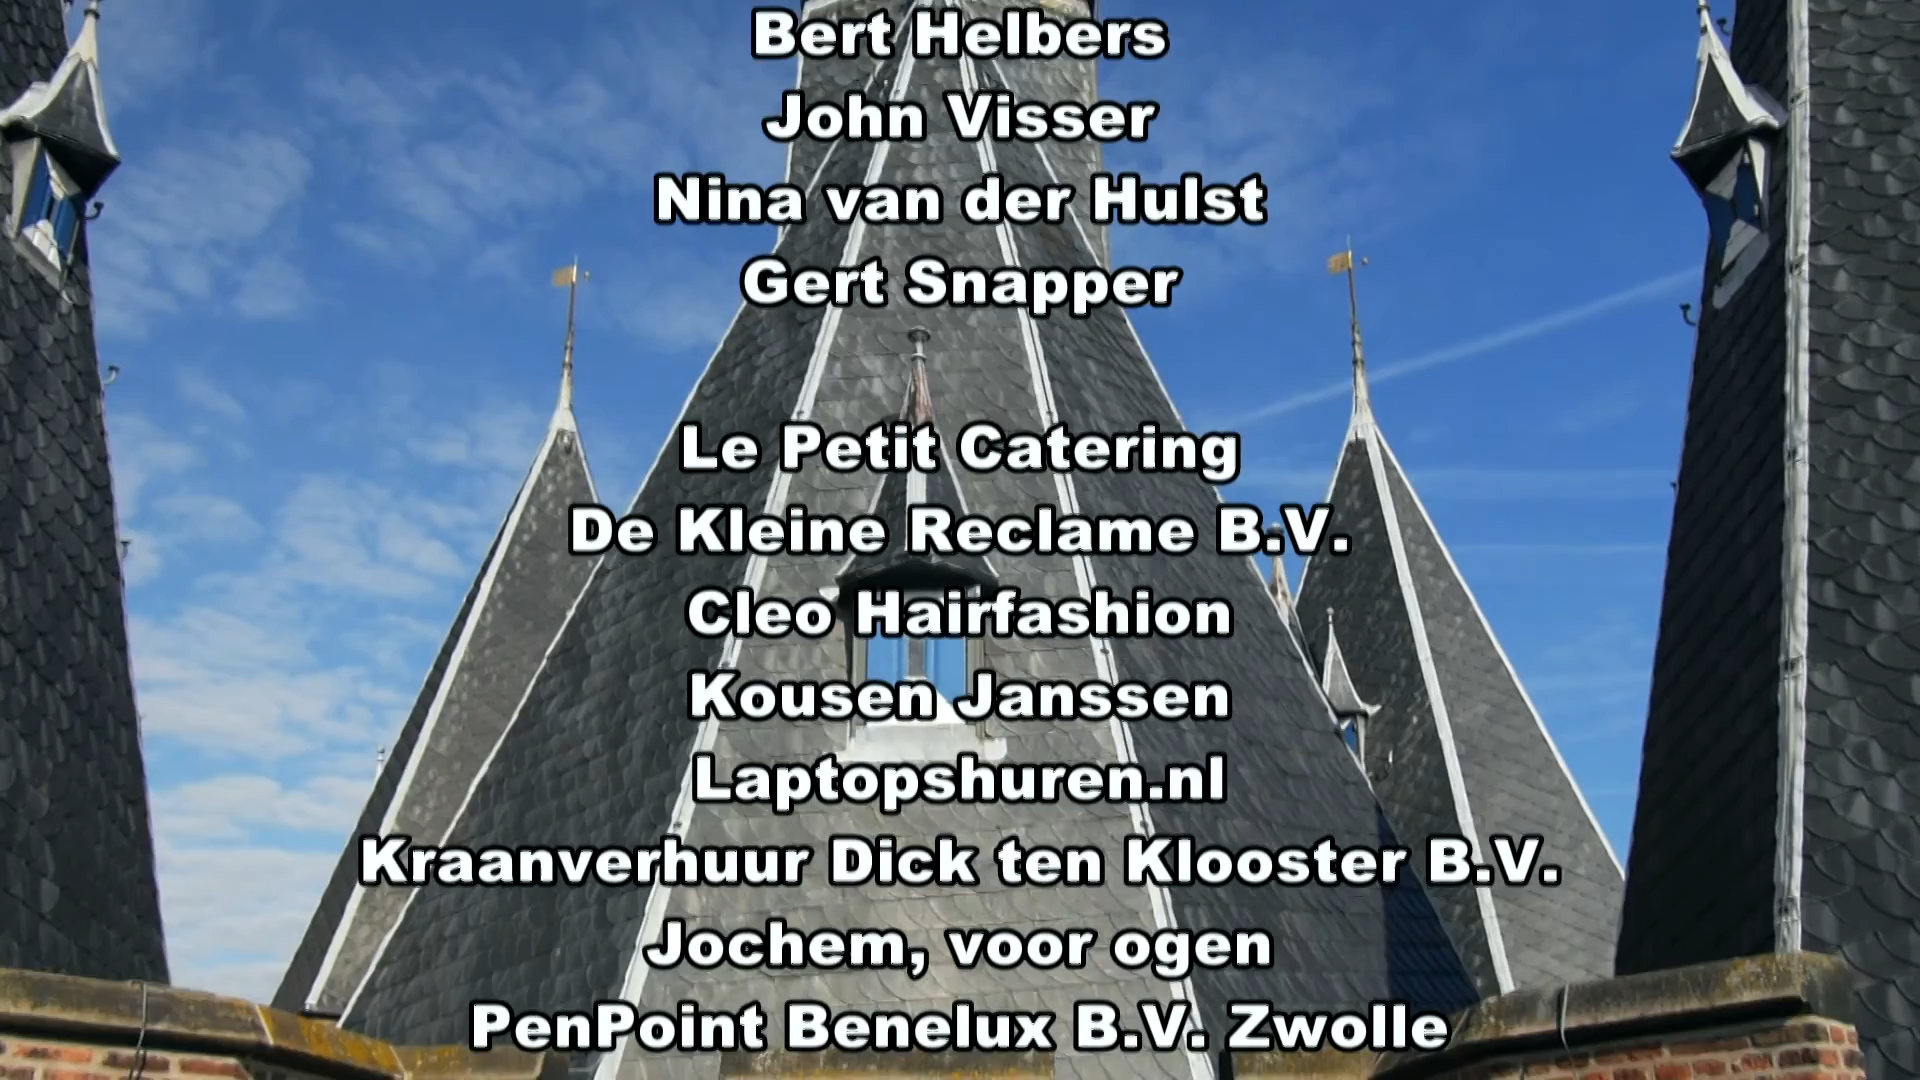 Bert Helbers
John Visser
Nina van der Hulst
Gert Snapper
Le Petit Catering
De Kleine Reclame B.V.
Cleo Hairfashion
Kousen Janssen
Laptopshuren.nl
Kraanverhuur Dick ten Klooster B.V.
Jochem, voor ogen
PenPoint Benelux B.V. Zwolle